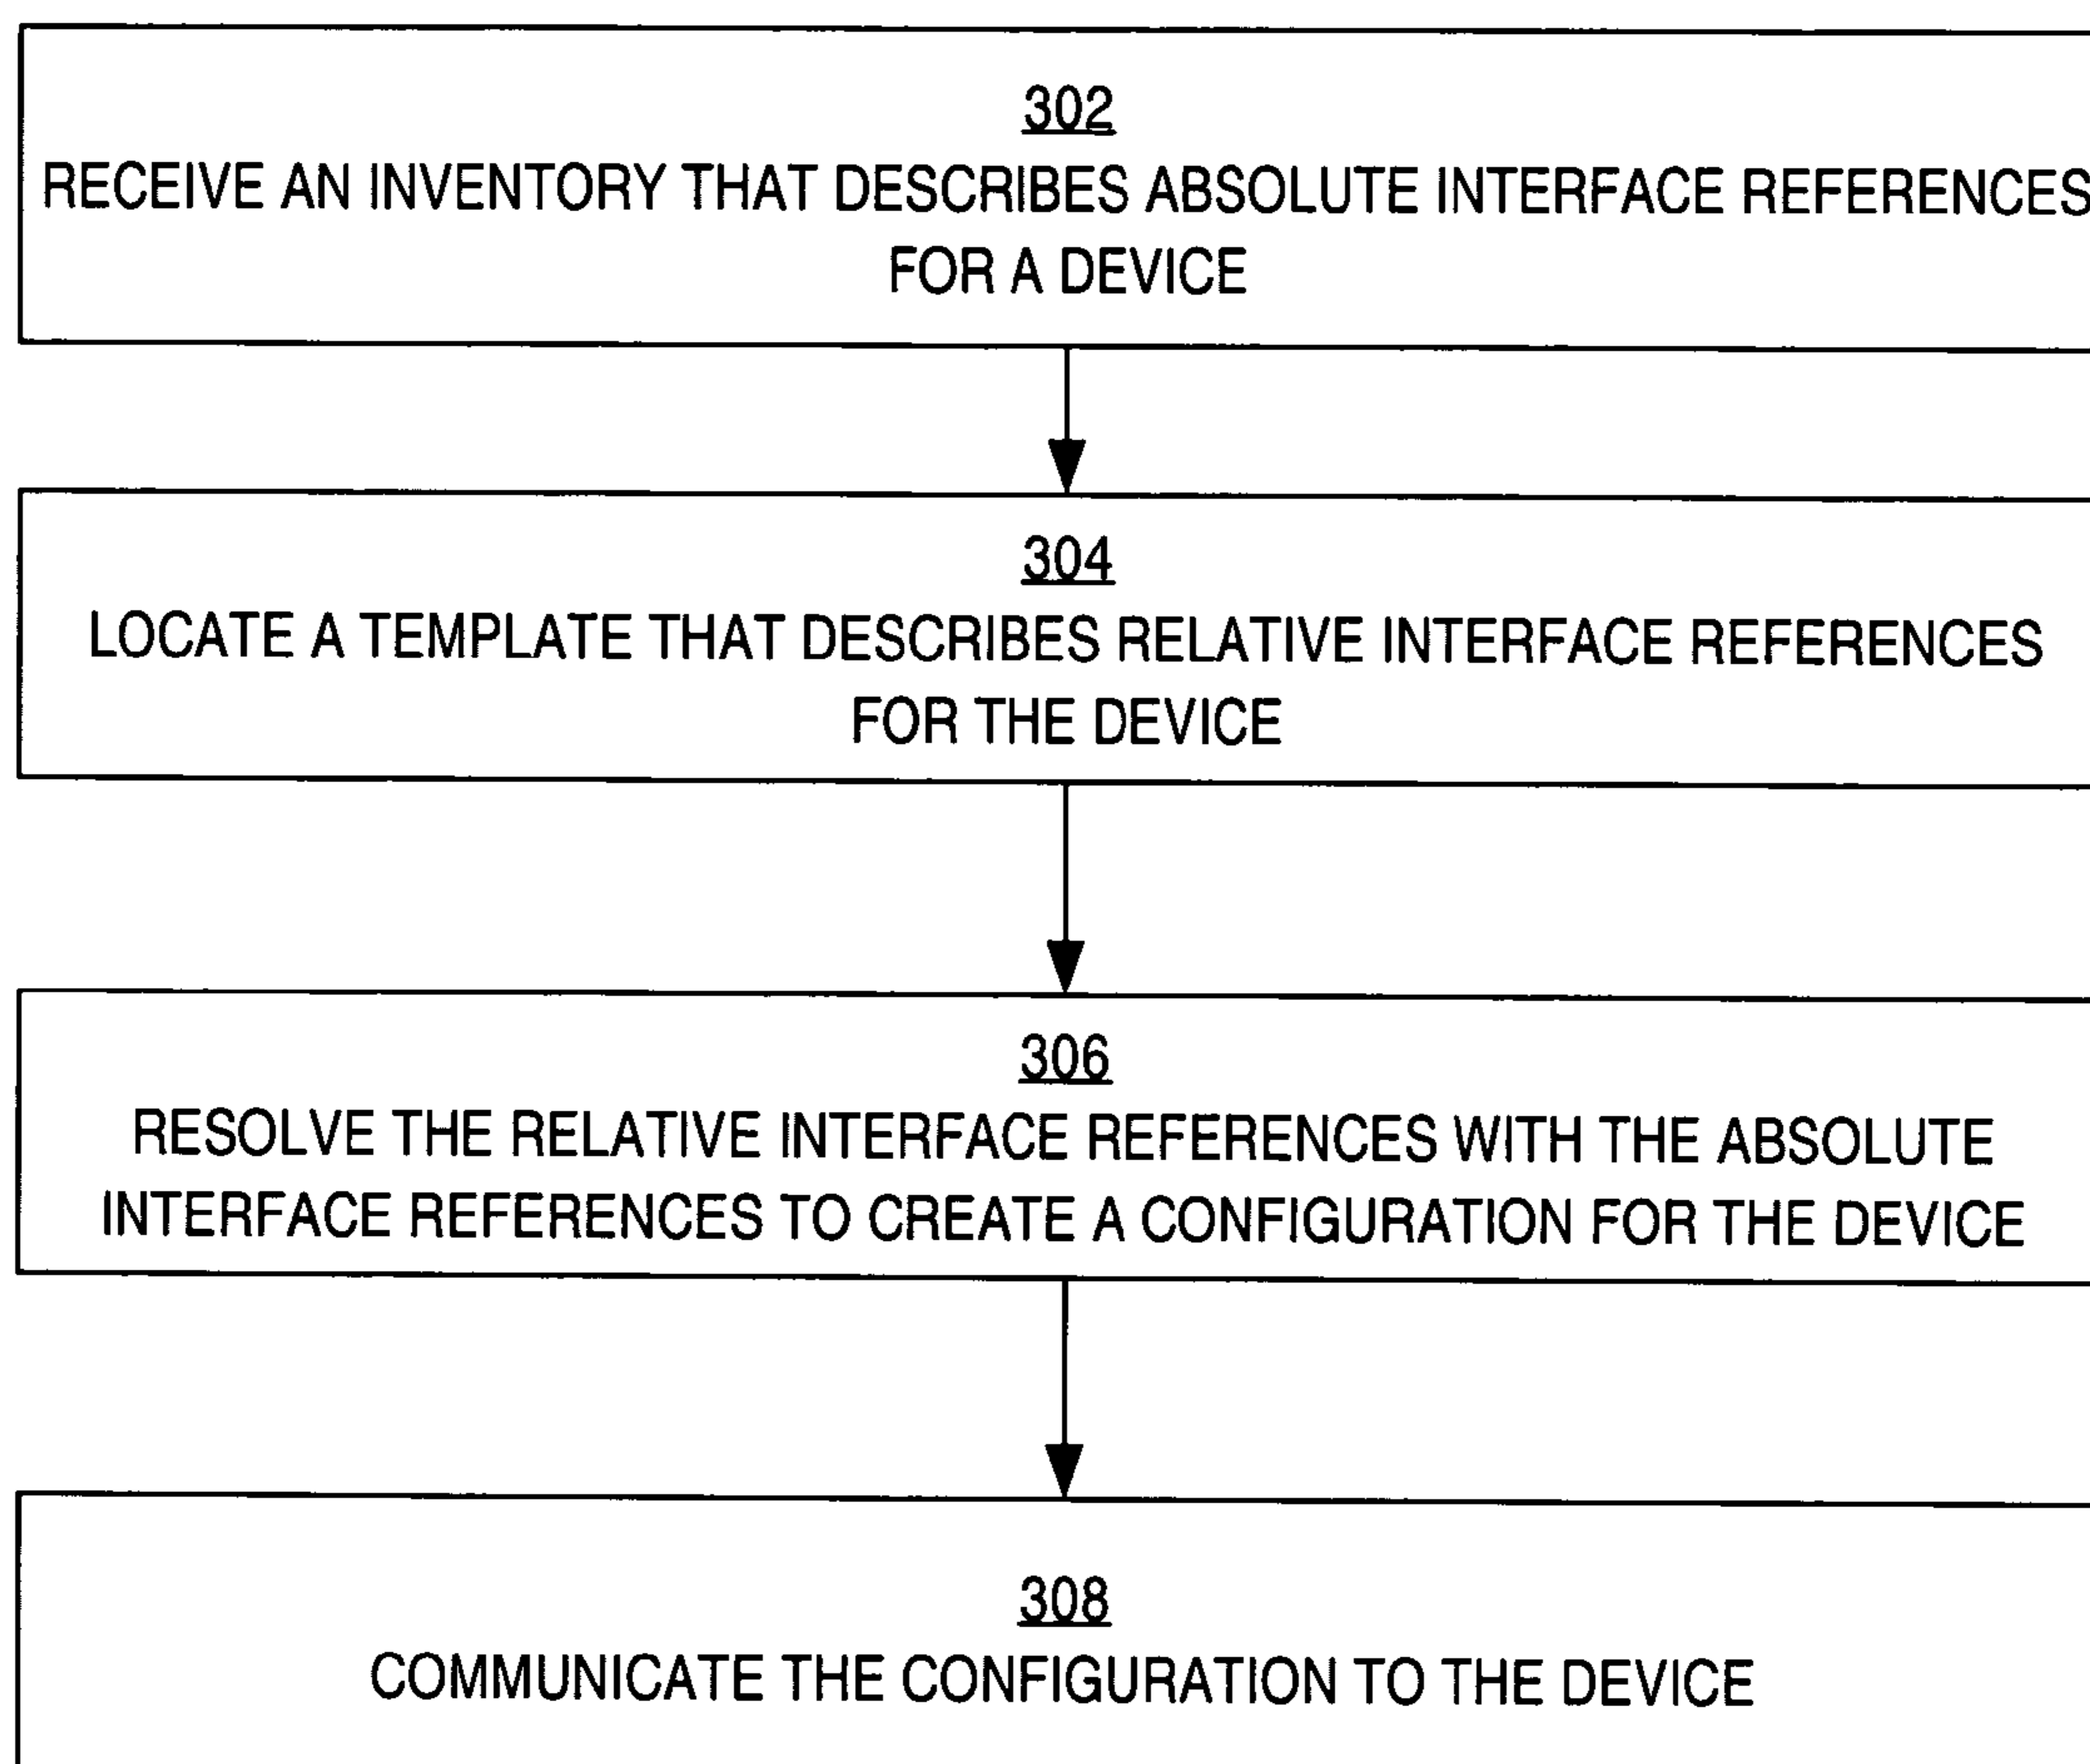 302
RECEIVE AN INVENTORY THAT DESCRIBES ABSOLUTE INTERFACE REFERENCES
FOR A DEVICE
304
LOCATE A TEMPLATE THAT DESCRIBES RELATIVE INTERFACE REFERENCES
FOR THE DEVICE
306
RESOLVE THE RELATIVE INTERFACE REFERENCES WITH THE ABSOLUTE
INTERFACE REFERENCES TO CREATE A CONFIGURATION FOR THE DEVICE
308
COMMUNICATE THE CONFIGURATION TO THE DEVICE